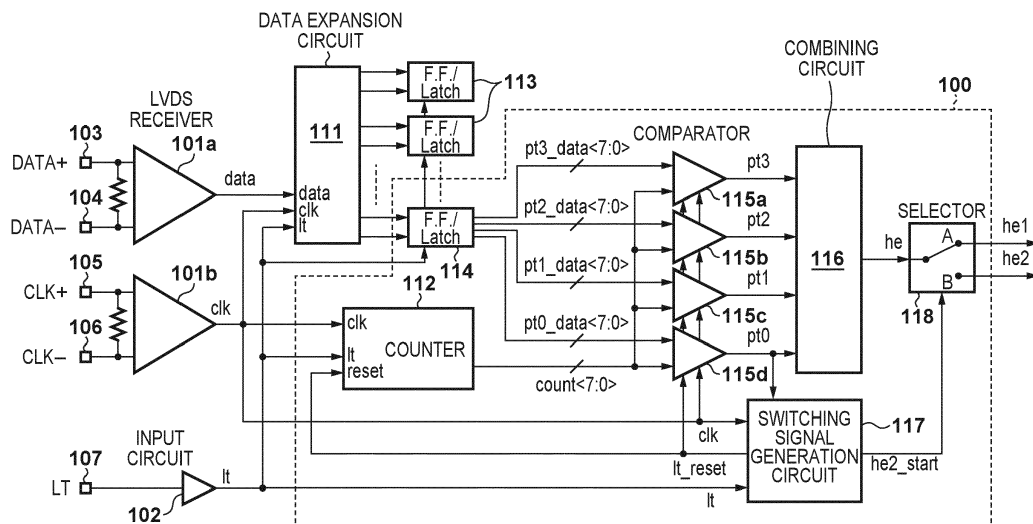 DATA EXPANSION
CIRCUIT
COMBINING
CIRCUIT
LVDS
RECEIVER
103
DATA+
104
DATA−
101a
data
111
data
clk
lt
F.F./
Latch
113
F.F./
Latch
F.F./
Latch
114
100
COMPARATOR
pt3_data<7:0>
pt2_data<7:0>
pt1_data<7:0>
pt0_data<7:0>
count<7:0>
115a
115b
115c
115d
pt3
pt2
pt1
pt0
116
SELECTOR
he
A
B
118
he1
he2
105
CLK+
106
CLK−
101b
clk
112
clk
COUNTER
lt
reset
clk
lt_reset
lt
SWITCHING
SIGNAL
GENERATION
CIRCUIT
117
he2_start
INPUT
CIRCUIT
107
LT
102
lt